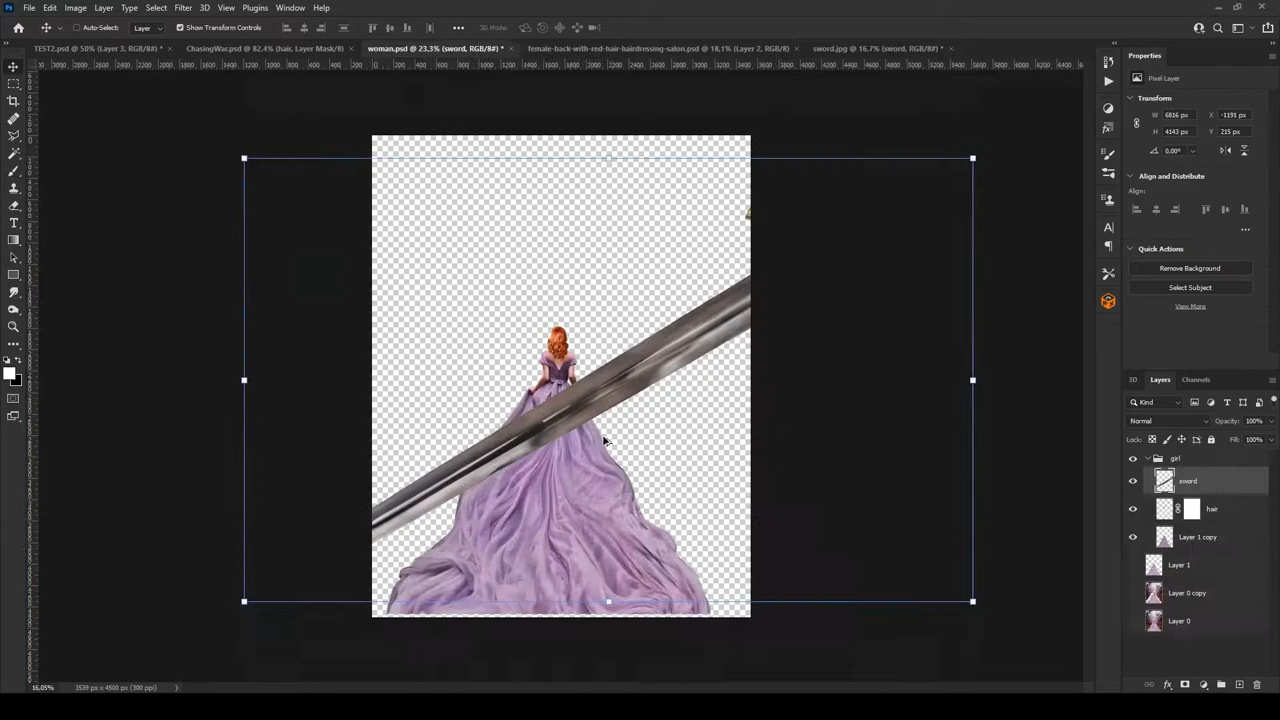 Ps File Edit Image Layer Type Select Filter 3D View Plugins Window Help
Auto-Select: Layer Show Transform Controls 3D Mode:
TEST2.psd @ 50% (Layer 3, RGB/8#) * × ChasingWar.psd @ 82,4% (hair, Layer Mask/8) × woman.psd @ 23,3% (sword, RGB/8#) * × female-back-with-red-hair-hairdressing-salon.psd @ 18,1% (Layer 2, RGB/8) × sword.jpg @ 16,7% (sword, RGB/8#) * ×
Properties
Pixel Layer
Transform
W 6816 px X -1191 px
H 4143 px Y 215 px
0,00°
Align and Distribute
Align:
Quick Actions
Remove Background
Select Subject
View More
3D Layers Channels
Kind
Normal Opacity: 100%
Lock: Fill: 100%
girl
sword
hair
Layer 1 copy
Layer 1
Layer 0 copy
Layer 0
16,05% 3539 px x 4500 px (300 ppi)